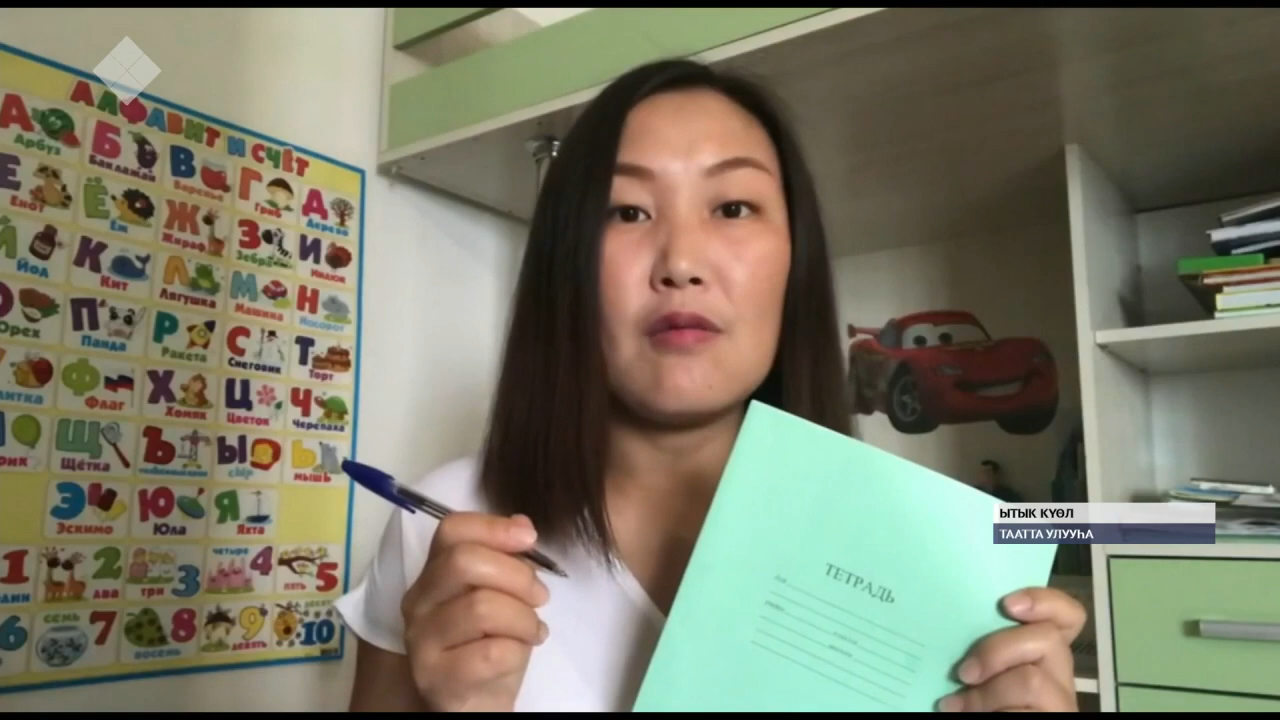 АЛФАВИТ И СЧЁТ
А Б В Г Д
Арбуз Баклажан Варенье Гриб Дерево
Е Ё Ж З И
Енот Ёж Жираф Зебра Индюк
Й К Л М Н
Йод Кит Лягушка Машина Носорог
О П Р С Т
Орех Панда Ракета Снеговик Торт
Ф Х Ц Ч
Флаг Хомяк Цветок Черепаха
Щ Ъ Ы Ь
Щётка сыр мышь
Э Ю Я
Эскимо Юла Яхта
1 2 3 четыре 4 5
два три пять
6 семь 7 8 9 10
восемь девять
ТЕТРАДЬ
ЫТЫК КҮӨЛ
ТААТТА УЛУУҺА